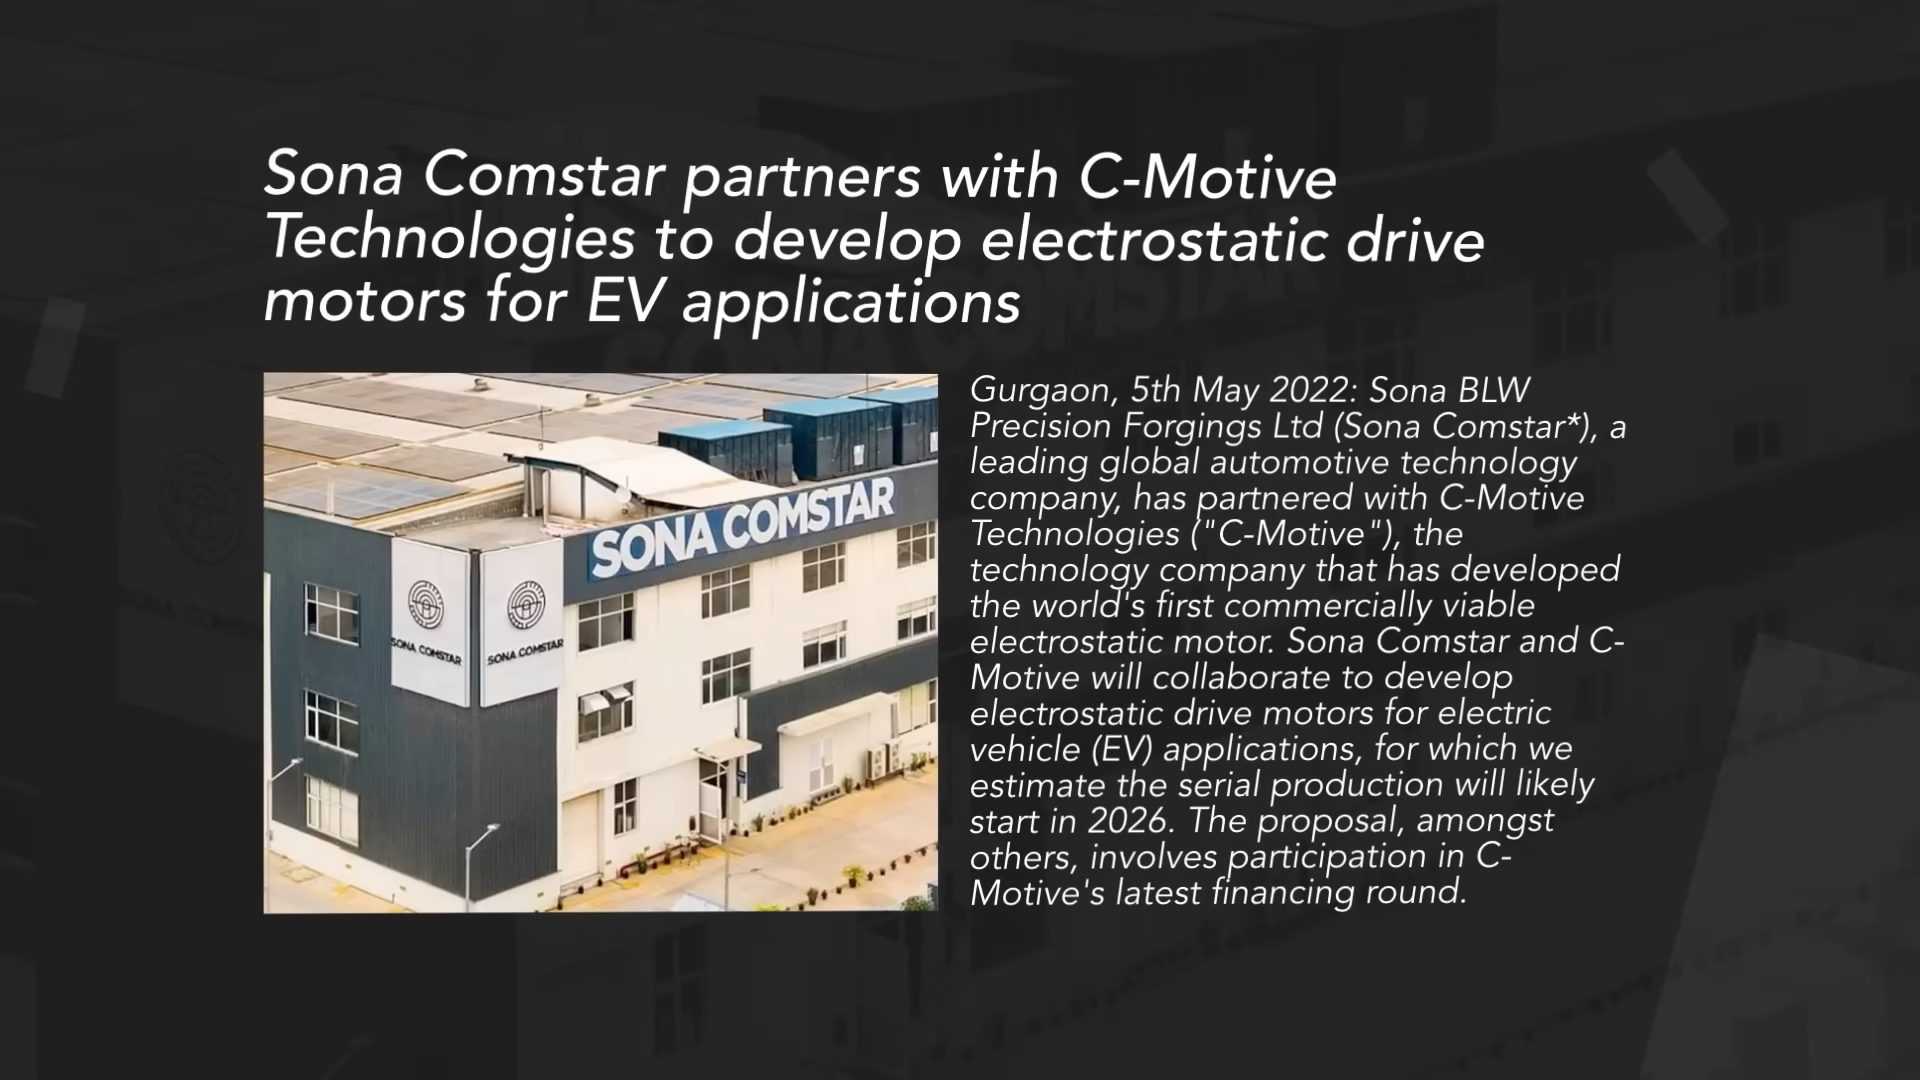 Sona Comstar partners with C-Motive
Technologies to develop electrostatic drive
motors for EV applications
SONA COMSTAR
SONA COMSTAR
SONA COMSTAR
Gurgaon, 5th May 2022: Sona BLW
Precision Forgings Ltd (Sona Comstar*), a
leading global automotive technology
company, has partnered with C-Motive
Technologies ("C-Motive"), the
technology company that has developed
the world's first commercially viable
electrostatic motor. Sona Comstar and C-
Motive will collaborate to develop
electrostatic drive motors for electric
vehicle (EV) applications, for which we
estimate the serial production will likely
start in 2026. The proposal, amongst
others, involves participation in C-
Motive's latest financing round.